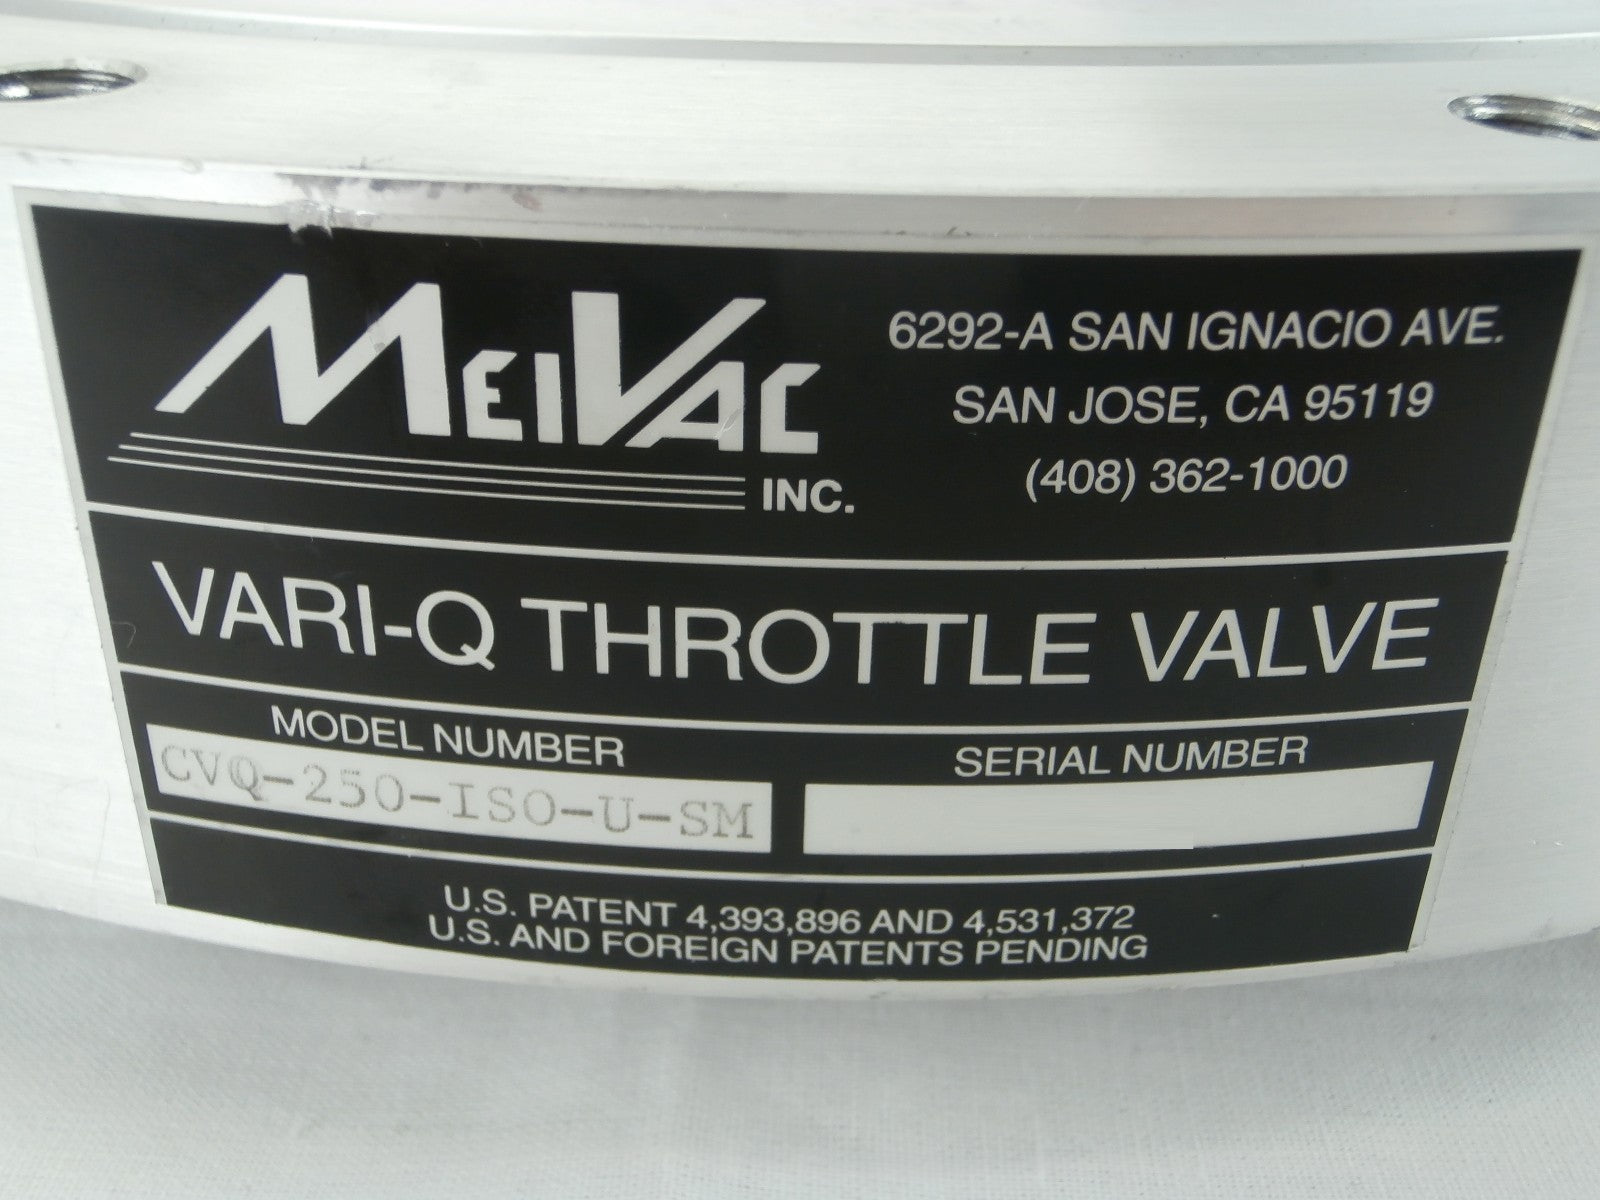 MEIVAC
INC.
6292-A SAN IGNACIO AVE.
SAN JOSE, CA 95119
(408) 362-1000
VARI-Q THROTTLE VALVE
MODEL NUMBER
CVQ-250-ISO-U-SM
SERIAL NUMBER
U.S. PATENT 4,393,896 AND 4,531,372
U.S. AND FOREIGN PATENTS PENDING